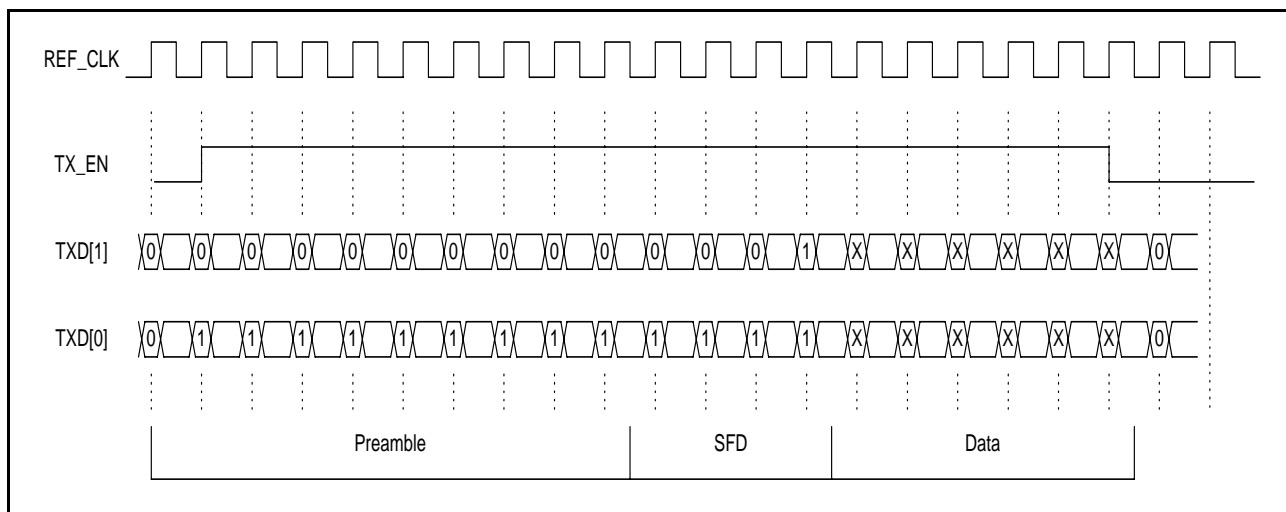 REF_CLK
TX_EN
TXD[1] 0 0 0 0 0 0 0 0 0 0 0 0 0 1 X X X X X X 0
TXD[0] 0 1 1 1 1 1 1 1 1 1 1 1 1 1 X X X X X X 0
Preamble SFD Data